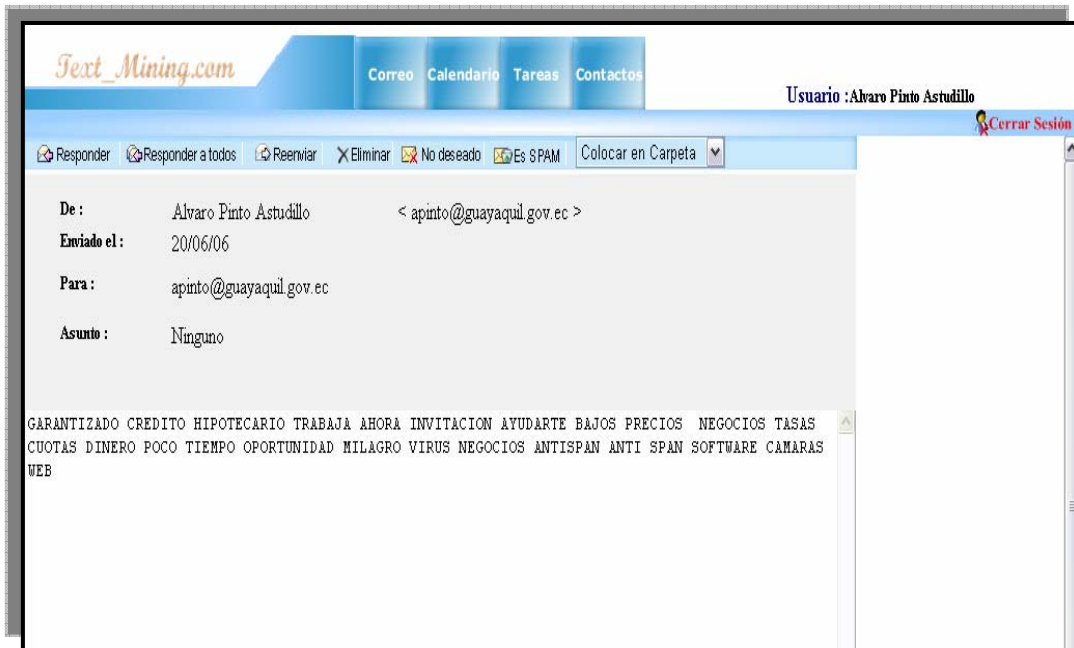 Text_Mining.com
Correo Calendario Tareas Contactos
Usuario :Alvaro Pinto Astudillo
Cerrar Sesión
Responder Responder a todos Reenviar Eliminar No deseado Es SPAM Colocar en Carpeta
De : Alvaro Pinto Astudillo < apinto@guayaquil.gov.ec >
Enviado el : 20/06/06
Para : apinto@guayaquil.gov.ec
Asunto : Ninguno
GARANTIZADO CREDITO HIPOTECARIO TRABAJA AHORA INVITACION AYUDARTE BAJOS PRECIOS NEGOCIOS TASAS
CUOTAS DINERO POCO TIEMPO OPORTUNIDAD MILAGRO VIRUS NEGOCIOS ANTISPAN ANTI SPAN SOFTWARE CAMARAS
WEB